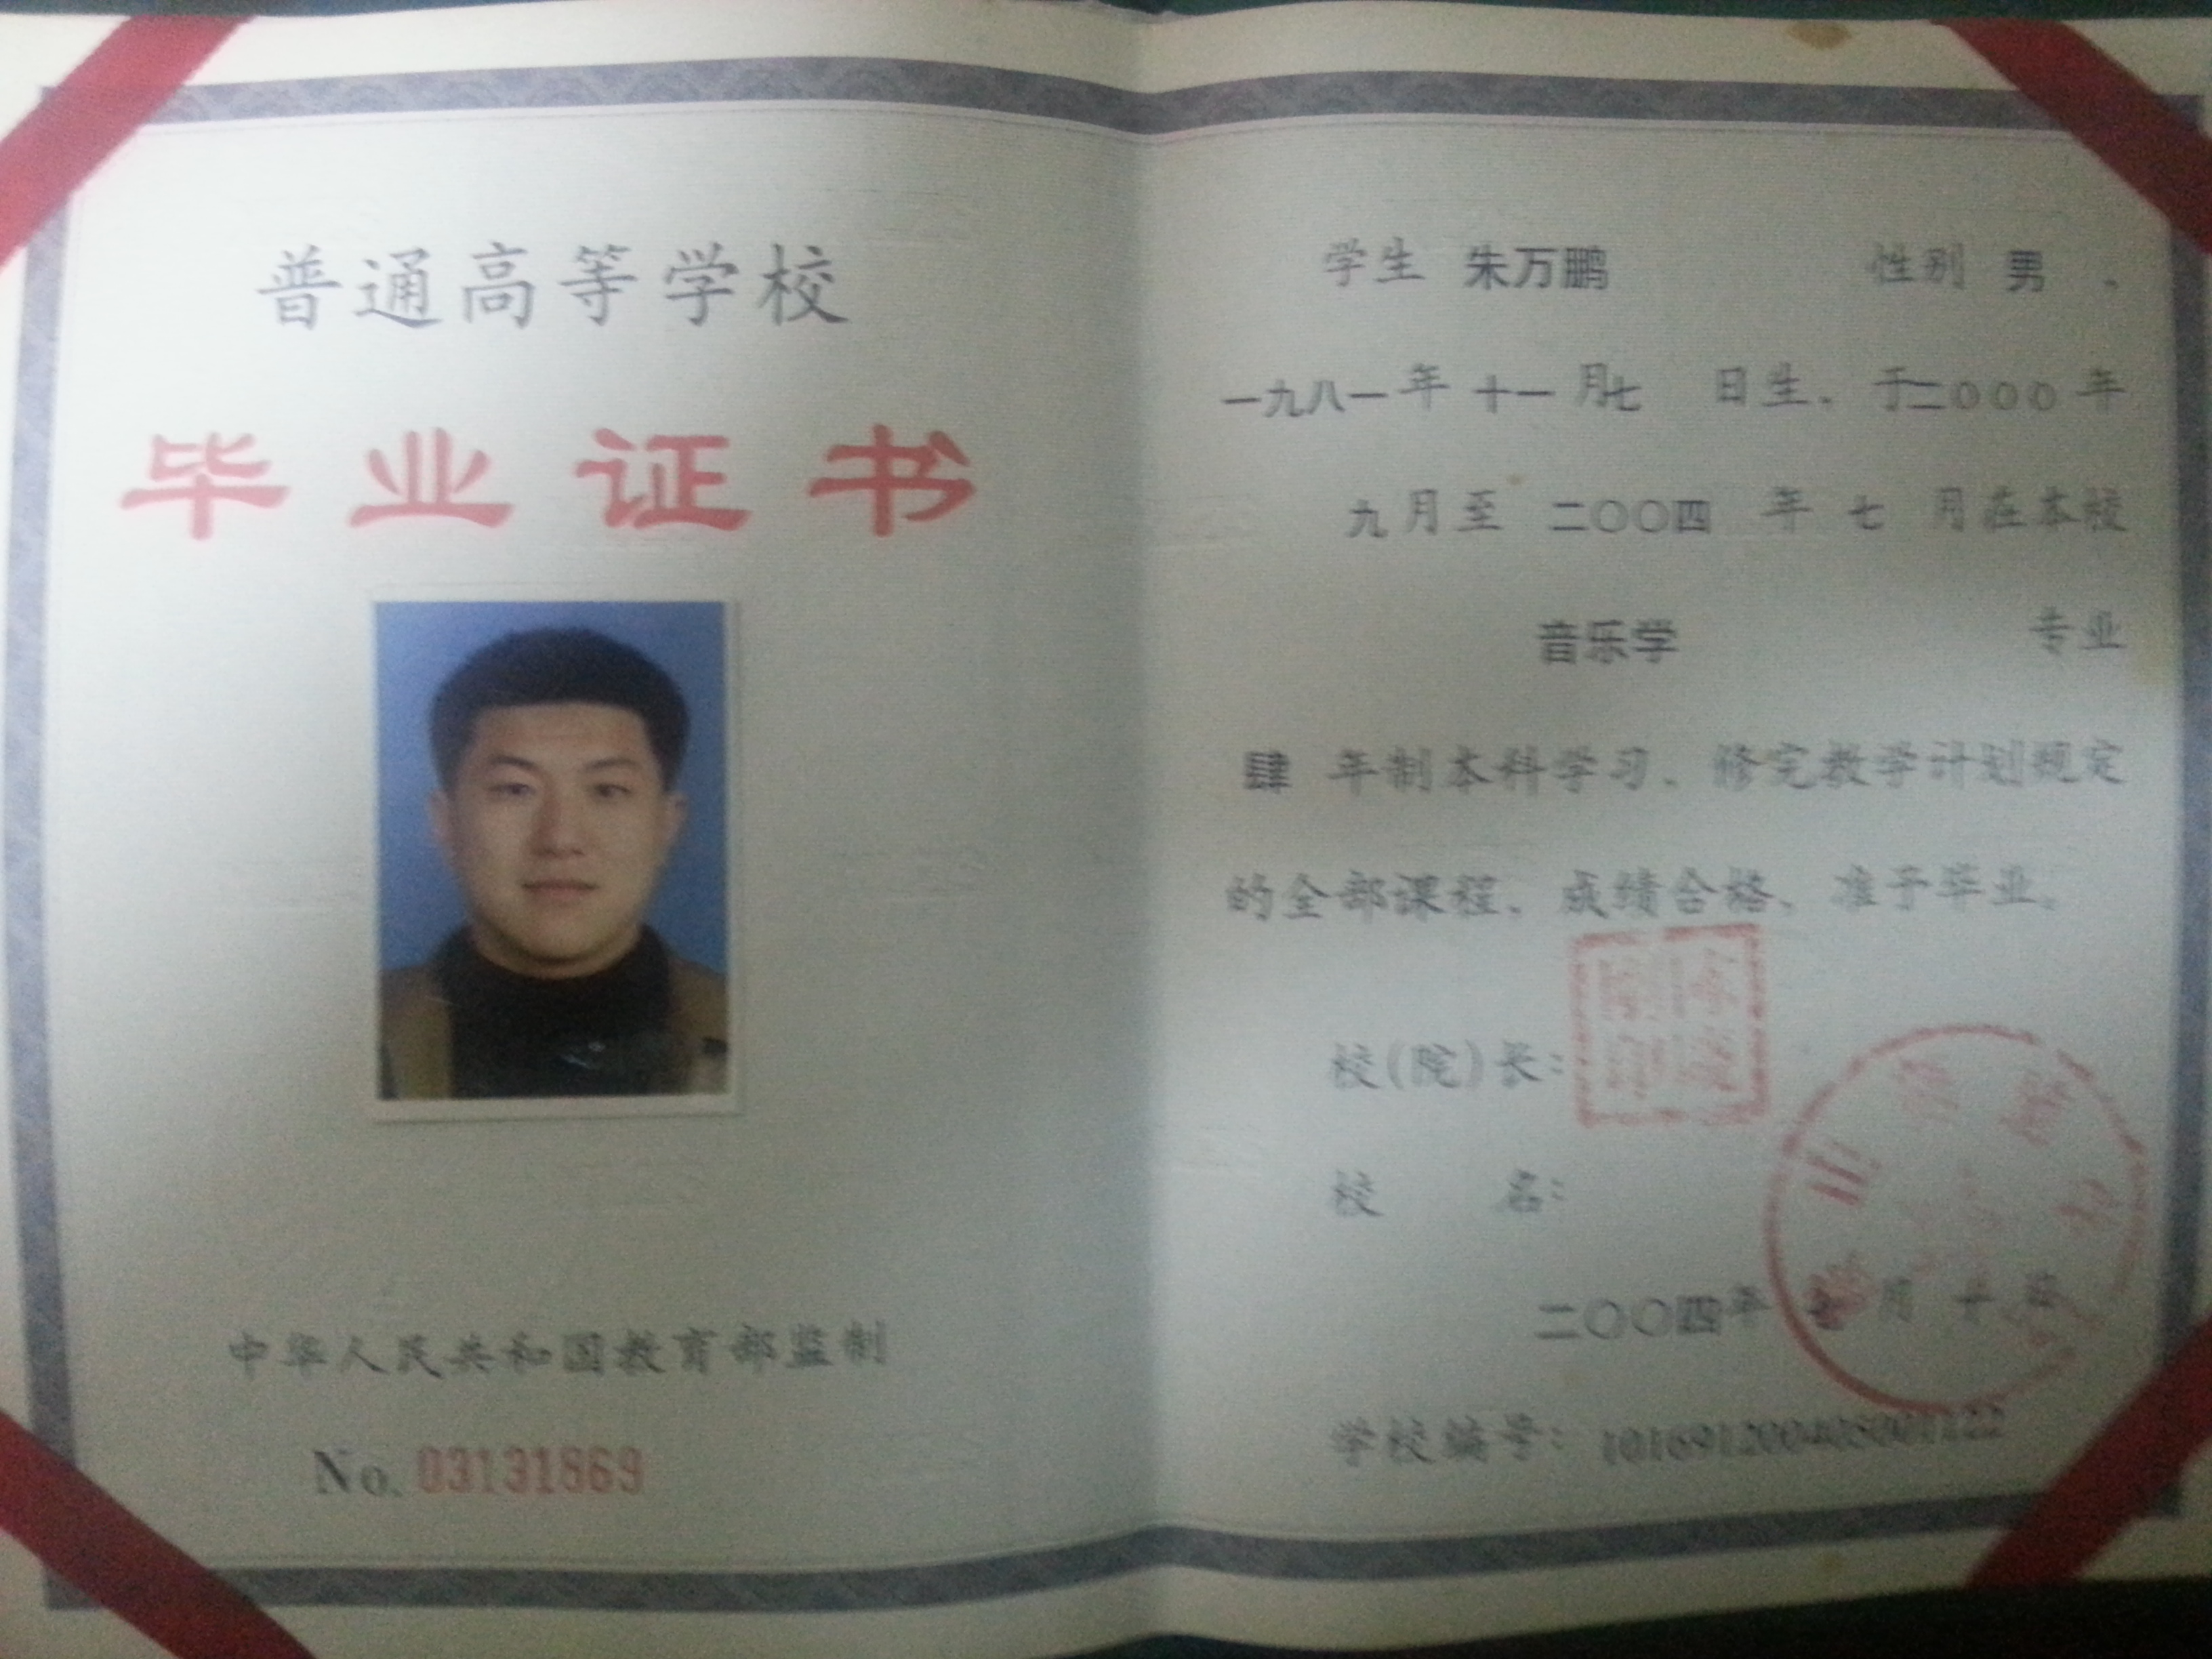 普通高等学校
毕业证书
中华人民共和国教育部监制
No. 03131869
学生 朱万鹏 性别 男 、
一九八一年十一月七 日生、于二〇〇〇年
九月至 二〇〇四 年 七 月在本校
音乐学 专业
肆 年制本科学习、修完教学计划规定
的全部课程、成绩合格、准予毕业。
校(院)长:
校 名:
二〇〇四年 七 月 十 日
学校编号: